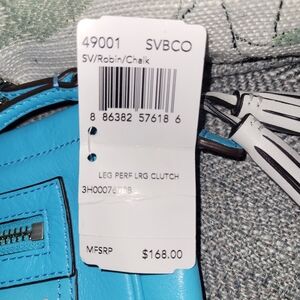 49001 SVBCO
SV/Robin/Chalk
8 86382 57618 6
LEG PERF LRG CLUTCH
MFSRP $168.00